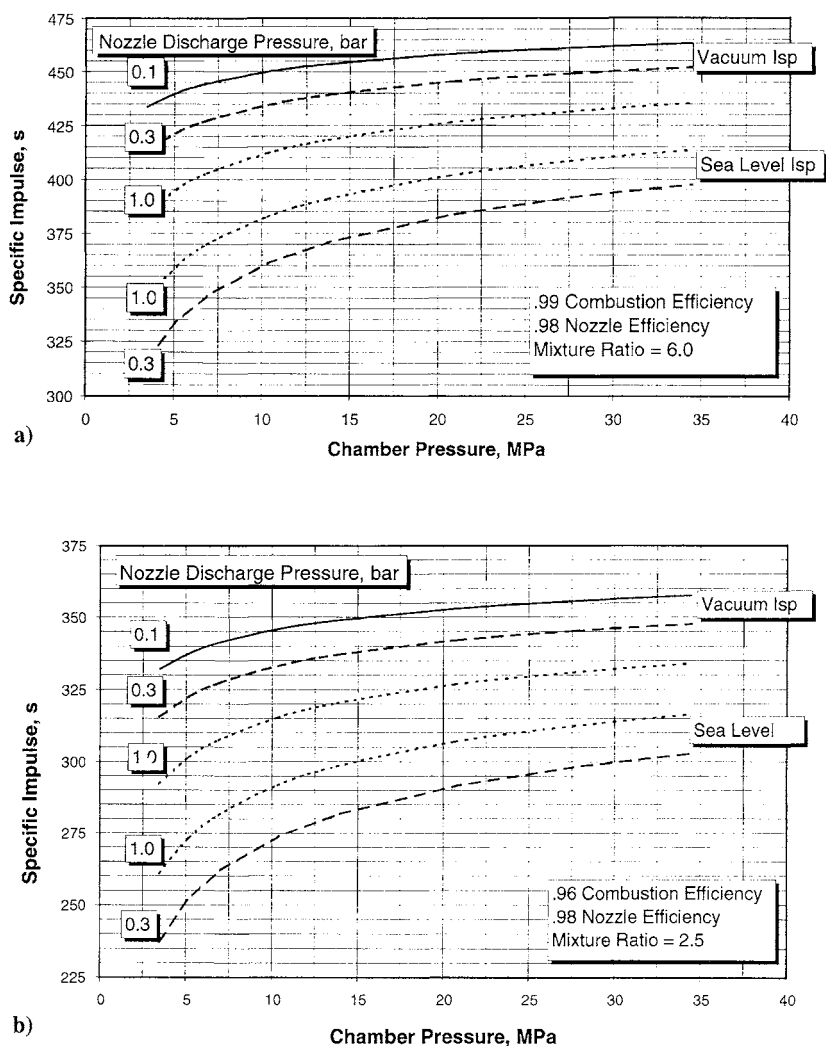 475
450
425
400
375
350
325
300
Specific Impulse, s
Nozzle Discharge Pressure, bar
0.1
0.3
1.0
1.0
0.3
Vacuum Isp
Sea Level Isp
.99 Combustion Efficiency
.98 Nozzle Efficiency
Mixture Ratio = 6.0
0 5 10 15 20 25 30 35 40
a)
Chamber Pressure, MPa
375
350
325
300
275
250
225
Specific Impulse, s
Nozzle Discharge Pressure, bar
0.1
0.3
1.0
1.0
0.3
Vacuum Isp
Sea Level
.96 Combustion Efficiency
.98 Nozzle Efficiency
Mixture Ratio = 2.5
0 5 10 15 20 25 30 35 40
b)
Chamber Pressure, MPa